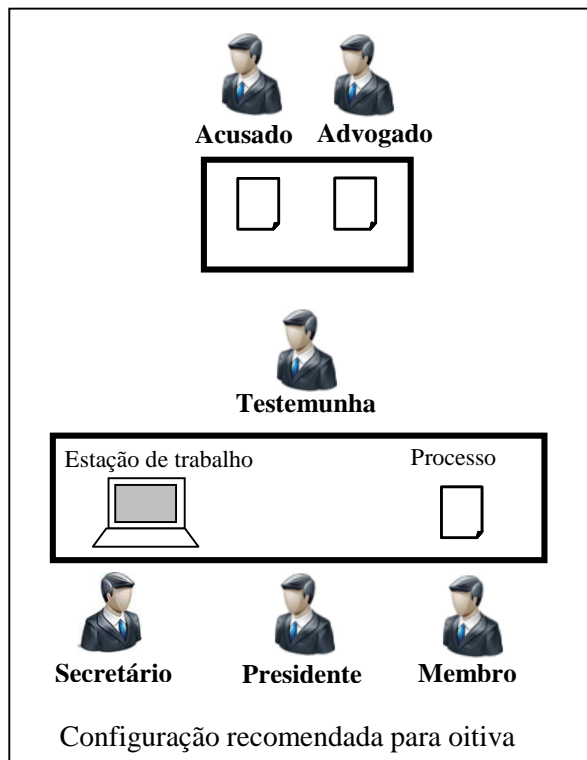 Acusado Advogado
Testemunha
Estação de trabalho Processo
Secretário Presidente Membro
Configuração recomendada para oitiva